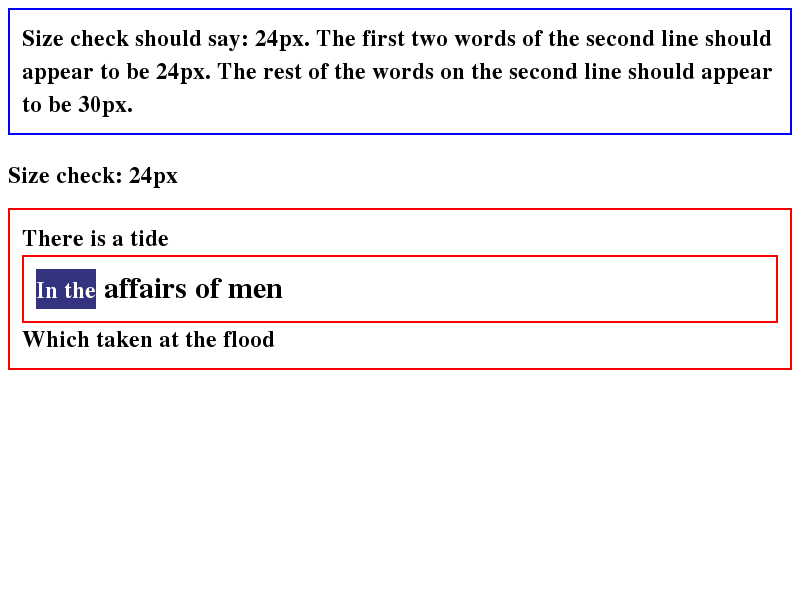 Size check should say: 24px. The first two words of the second line should
appear to be 24px. The rest of the words on the second line should appear
to be 30px.
Size check: 24px
There is a tide
In the affairs of men
Which taken at the flood